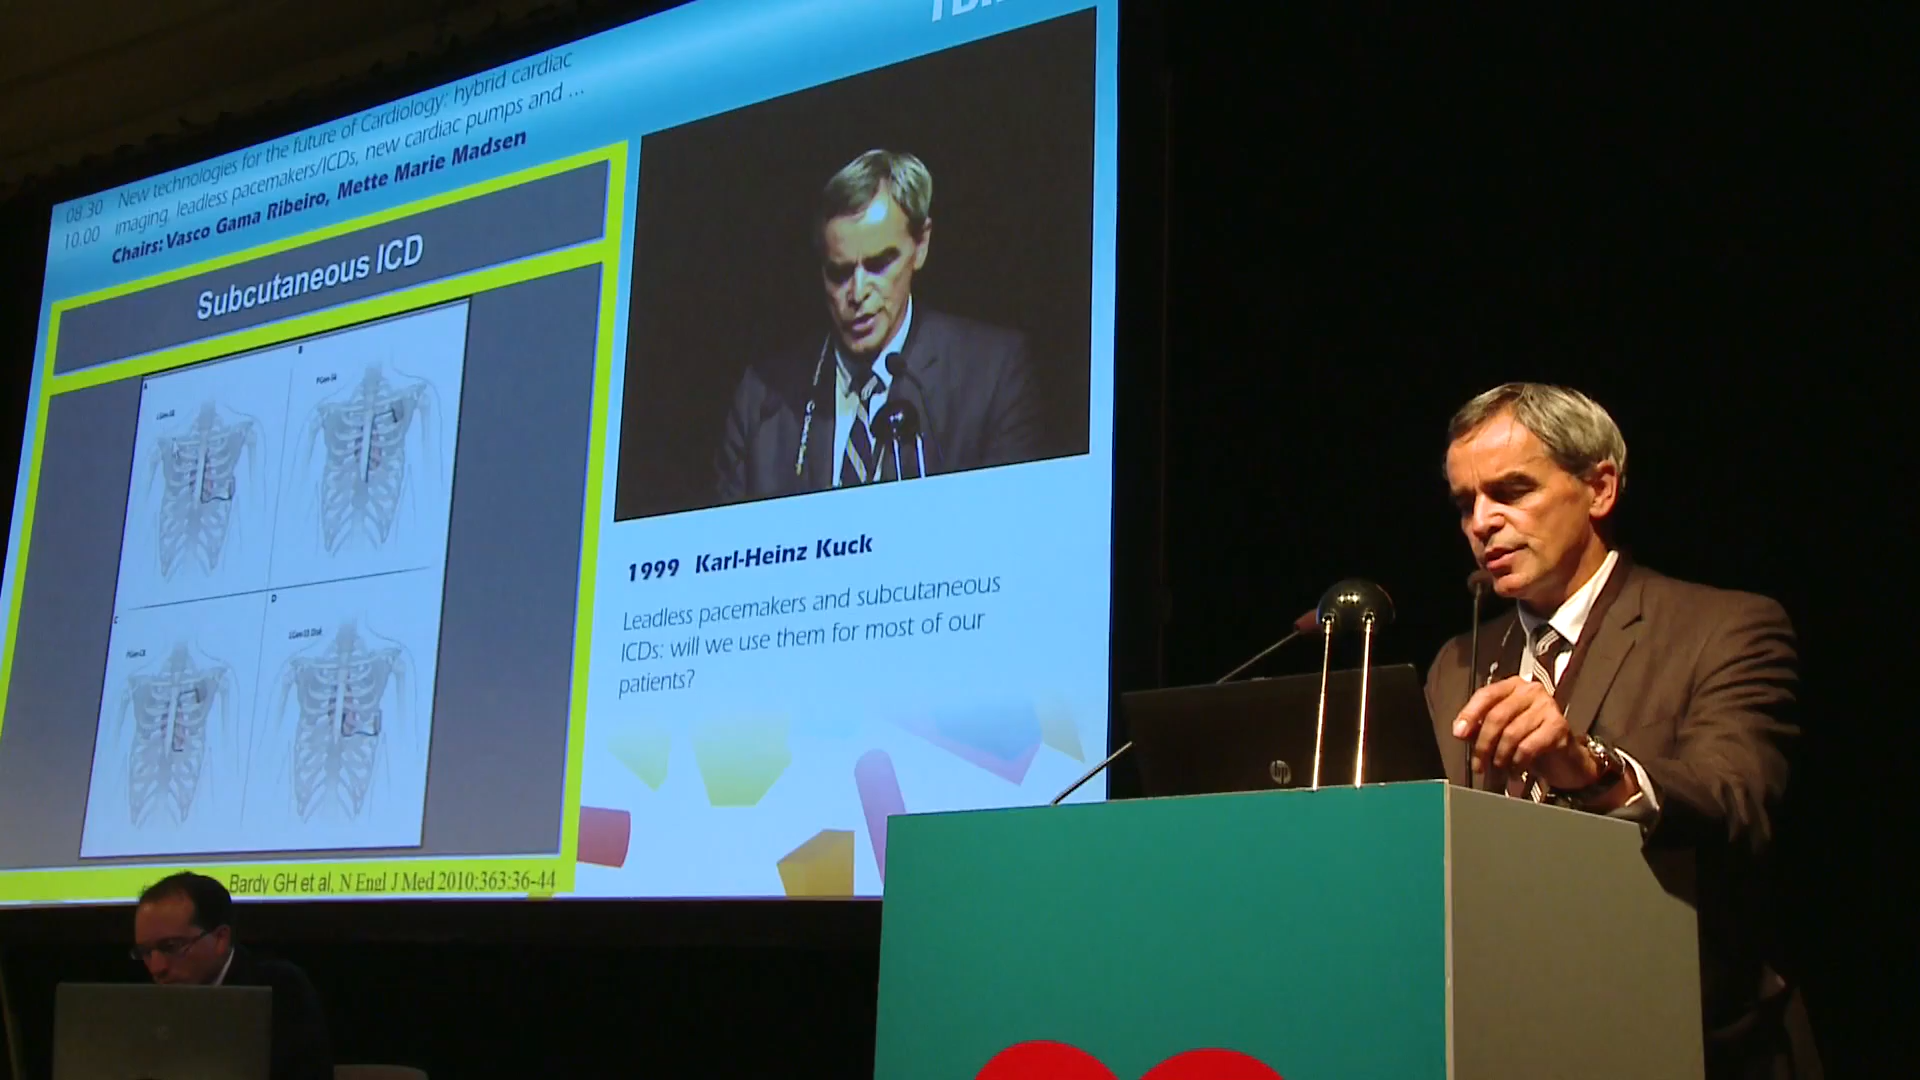 08.30 New technologies for the future of Cardiology: hybrid cardiac
10.00 imaging, leadless pacemakers/ICDs, new cardiac pumps and ...
Chairs: Vasco Gama Ribeiro, Mette Marie Madsen
Subcutaneous ICD
A
B
C
D
Bardy GH et al, N Engl J Med 2010;363:36-44
1999 Karl-Heinz Kuck
Leadless pacemakers and subcutaneous
ICDs: will we use them for most of our
patients?
hp